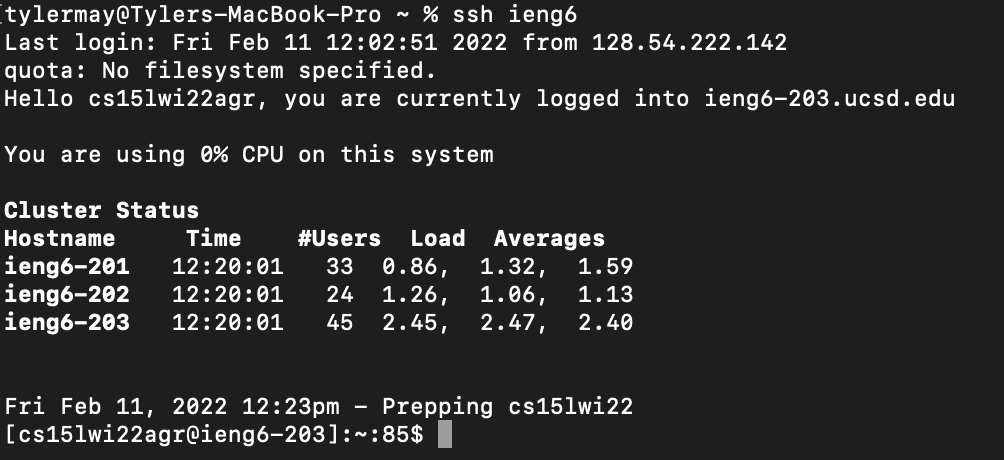 [tylermay@Tylers-MacBook-Pro ~ % ssh ieng6
Last login: Fri Feb 11 12:02:51 2022 from 128.54.222.142
quota: No filesystem specified.
Hello cs15lwi22agr, you are currently logged into ieng6-203.ucsd.edu
You are using 0% CPU on this system
Cluster Status
Hostname     Time    #Users  Load  Averages
ieng6-201   12:20:01   33  0.86,  1.32,  1.59
ieng6-202   12:20:01   24  1.26,  1.06,  1.13
ieng6-203   12:20:01   45  2.45,  2.47,  2.40
Fri Feb 11, 2022 12:23pm - Prepping cs15lwi22
[cs15lwi22agr@ieng6-203]:~:85$